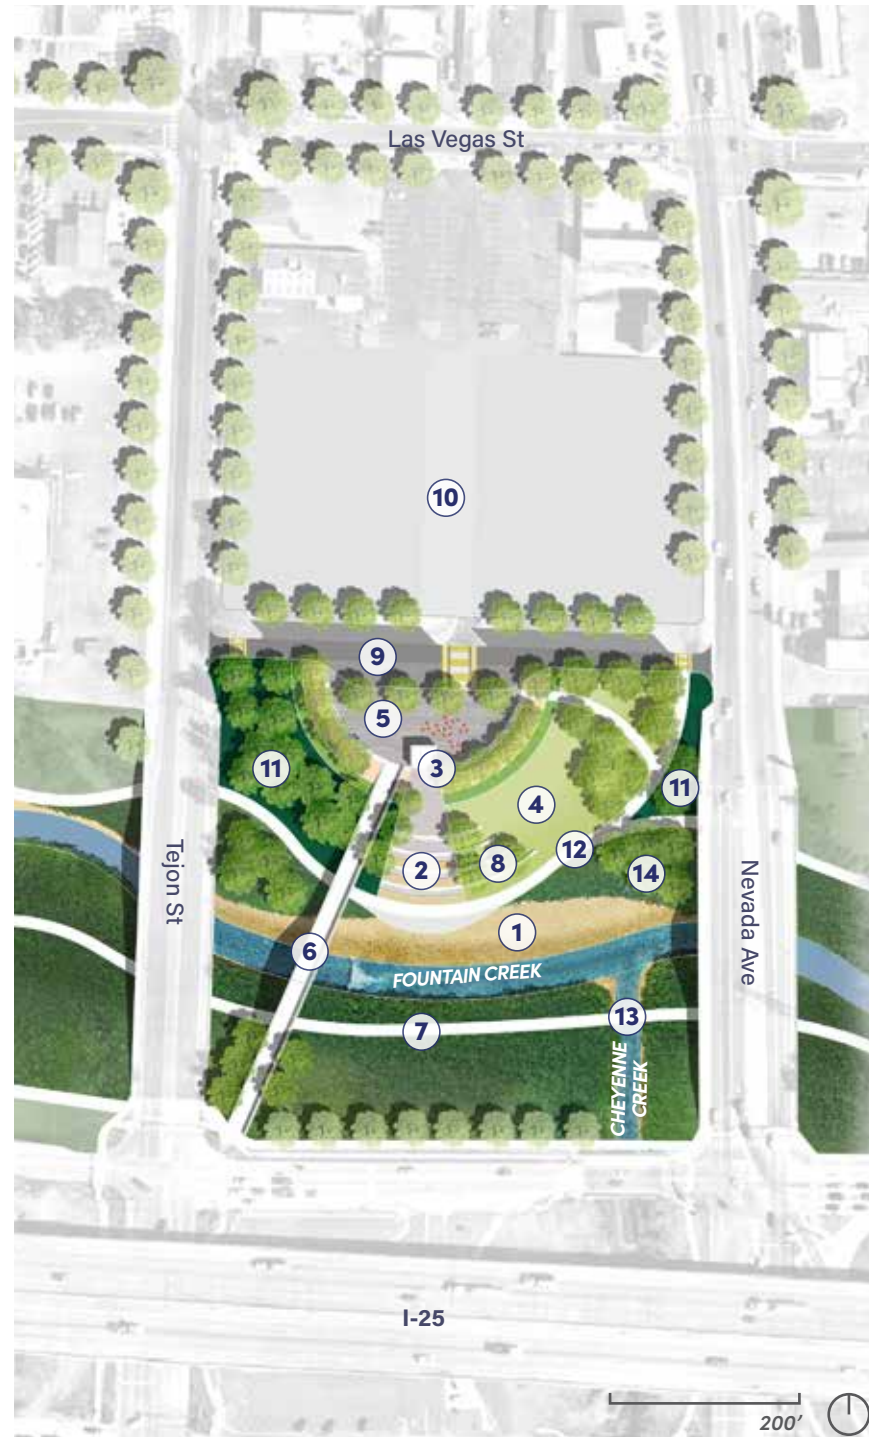 Las Vegas St
10
9
5
3
11
11
4
12
2
8
14
Tejon St
Nevada Ave
1
6
FOUNTAIN CREEK
13
7
CHEYENNE
CREEK
I-25
200'